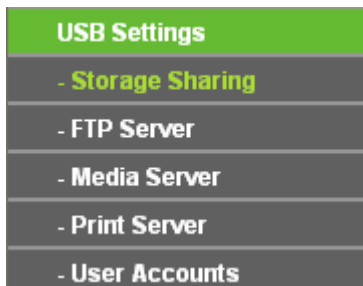 USB Settings
- Storage Sharing
- FTP Server
- Media Server
- Print Server
- User Accounts